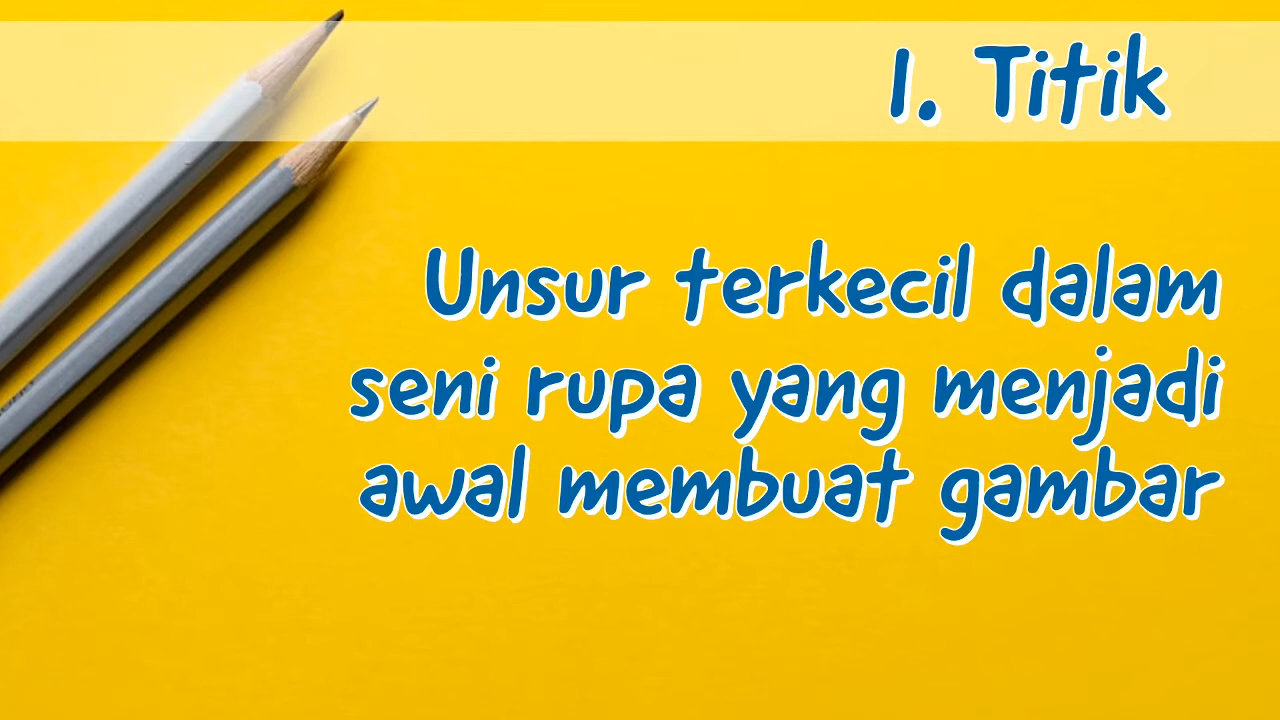 1. Titik
Unsur terkecil dalam
seni rupa yang menjadi
awal membuat gambar